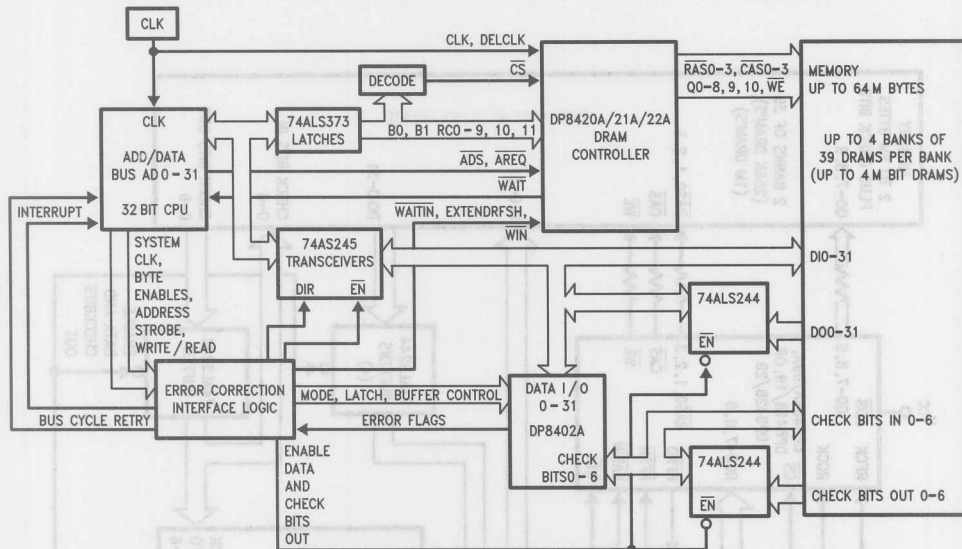 CLK
CLK, DELCLK
DECODE
CS
RAS0-3, CAS0-3
Q0-8, 9, 10, WE
MEMORY
UP TO 64 M BYTES
UP TO 4 BANKS OF
39 DRAMS PER BANK
(UP TO 4 M BIT DRAMS)
CLK
ADD/DATA
BUS AD 0-31
32 BIT CPU
74ALS373
LATCHES
B0, B1 RC0-9, 10, 11
DP8420A/21A/22A
DRAM
CONTROLLER
ADS, AREQ
WAIT
WAITIN, EXTENDRFSH,
WIN
INTERRUPT
SYSTEM
CLK,
BYTE
ENABLES,
ADDRESS
STROBE,
WRITE / READ
74AS245
TRANSCEIVERS
DIR EN
DI0-31
74ALS244
EN
DO0-31
ERROR CORRECTION
INTERFACE LOGIC
MODE, LATCH, BUFFER CONTROL
BUS CYCLE RETRY
ERROR FLAGS
DATA I/O
0-31
DP8402A
CHECK
BITS0-6
CHECK BITS IN 0-6
74ALS244
EN
CHECK BITS OUT 0-6
ENABLE
DATA
AND
CHECK
BITS
OUT